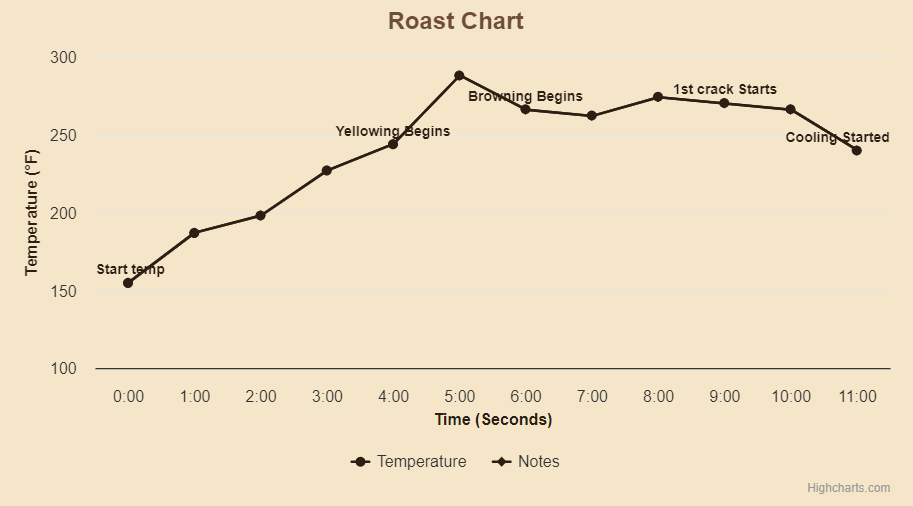 Roast Chart
300
250
200
150
100
Temperature (°F)
Start temp
Yellowing Begins
Browning Begins
1st crack Starts
Cooling Started
0:00 1:00 2:00 3:00 4:00 5:00 6:00 7:00 8:00 9:00 10:00 11:00
Time (Seconds)
Temperature Notes
Highcharts.com